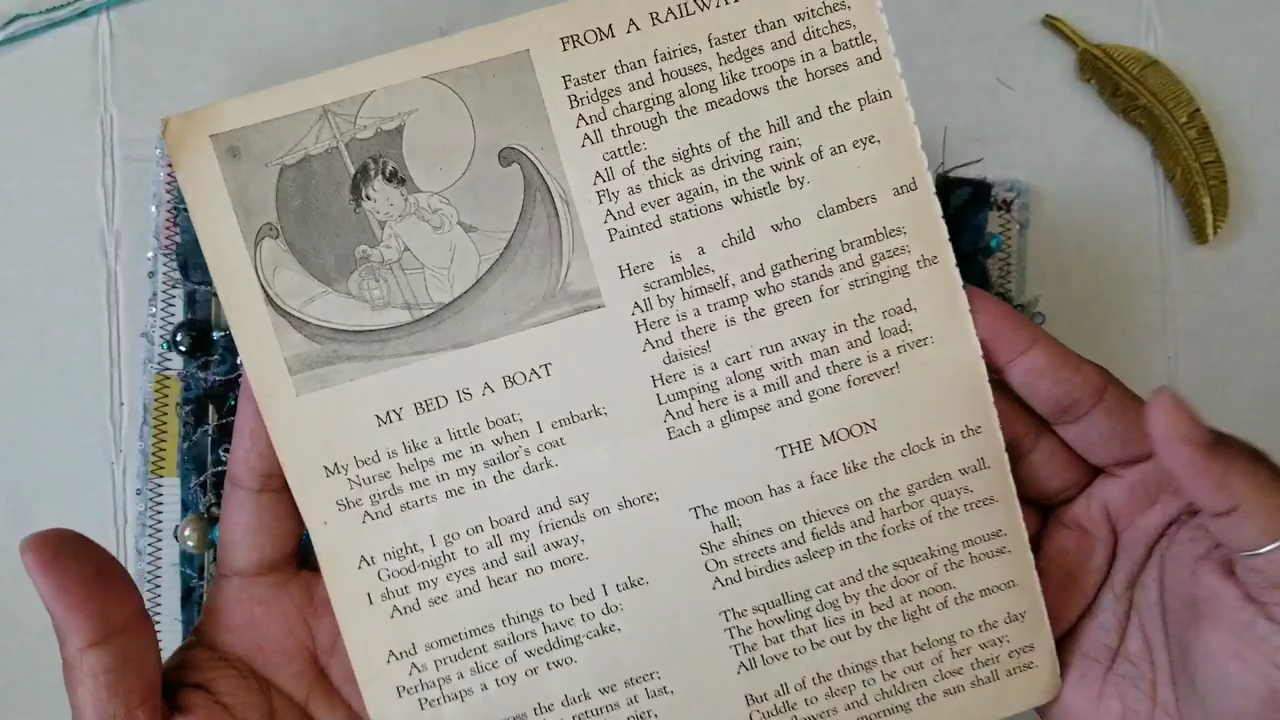 MY BED IS A BOAT
My bed is like a little boat;
Nurse helps me in when I embark;
She girds me in my sailor's coat
And starts me in the dark.
At night, I go on board and say
Good-night to all my friends on shore;
I shut my eyes and sail away,
And see and hear no more.
And sometimes things to bed I take,
As prudent sailors have to do:
Perhaps a slice of wedding-cake,
Perhaps a toy or two.
the dark we steer;
returns at last,
FROM A
Faster than fairies, faster than witches,
Bridges and houses, hedges and ditches,
And charging along like troops in a battle,
All through the meadows the horses and
cattle:
All of the sights of the hill and the plain
Fly as thick as driving rain;
And ever again, in the wink of an eye,
Painted stations whistle by.
Here is a child who clambers and
scrambles,
All by himself, and gathering brambles;
Here is a tramp who stands and gazes;
And there is the green for stringing the
daisies!
Here is a cart run away in the road,
Lumping along with man and load;
And here is a mill and there is a river:
Each a glimpse and gone forever!
THE MOON
The moon has a face like the clock in the
hall;
She shines on thieves on the garden wall,
On streets and fields and harbor quays,
And birdies asleep in the forks of the trees.
The squalling cat and the squeaking mouse,
The howling dog by the door of the house,
The bat that lies in bed at noon,
All love to be out by the light of the moon.
But all of the things that belong to the day
Cuddle to sleep to be out of her way;
and children close their eyes
morning the sun shall arise.